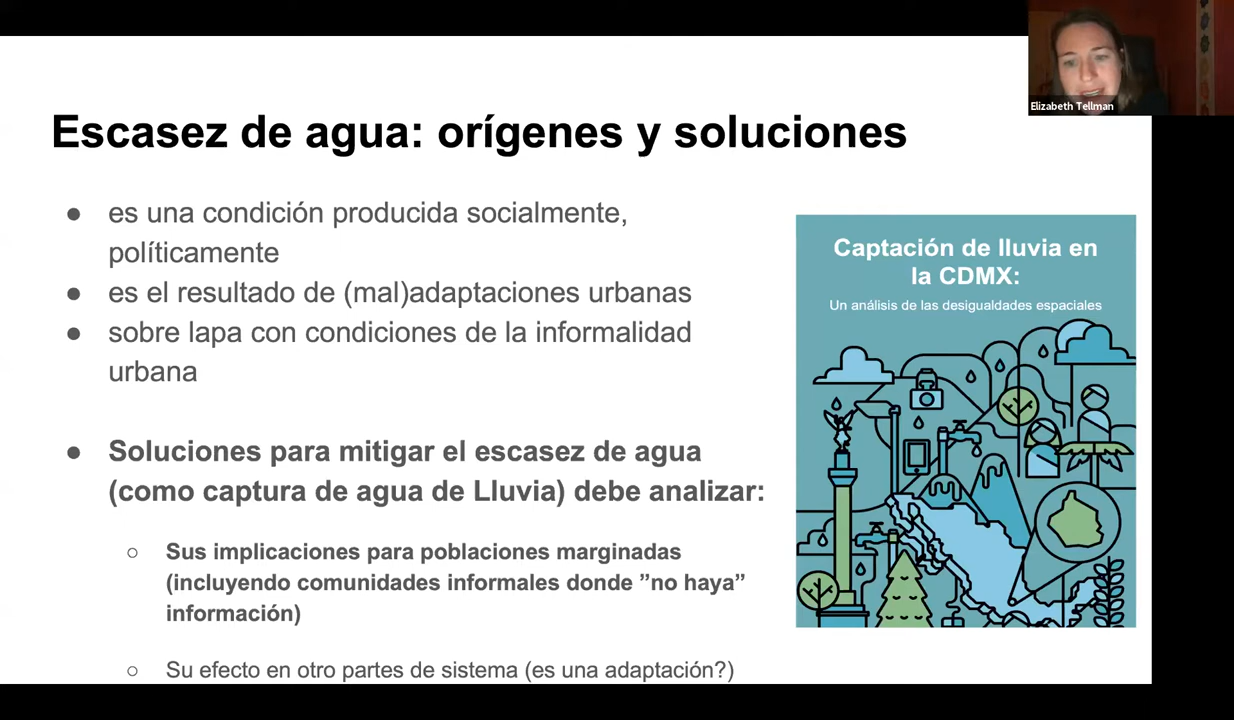 Elizabeth Tellman
Escasez de agua: orígenes y soluciones
● es una condición producida socialmente,
políticamente
● es el resultado de (mal)adaptaciones urbanas
● sobre lapa con condiciones de la informalidad
urbana
● Soluciones para mitigar el escasez de agua
(como captura de agua de Lluvia) debe analizar:
○ Sus implicaciones para poblaciones marginadas
(incluyendo comunidades informales donde ”no haya”
información)
○ Su efecto en otro partes de sistema (es una adaptación?)
Captación de lluvia en
la CDMX:
Un análisis de las desigualdades espaciales